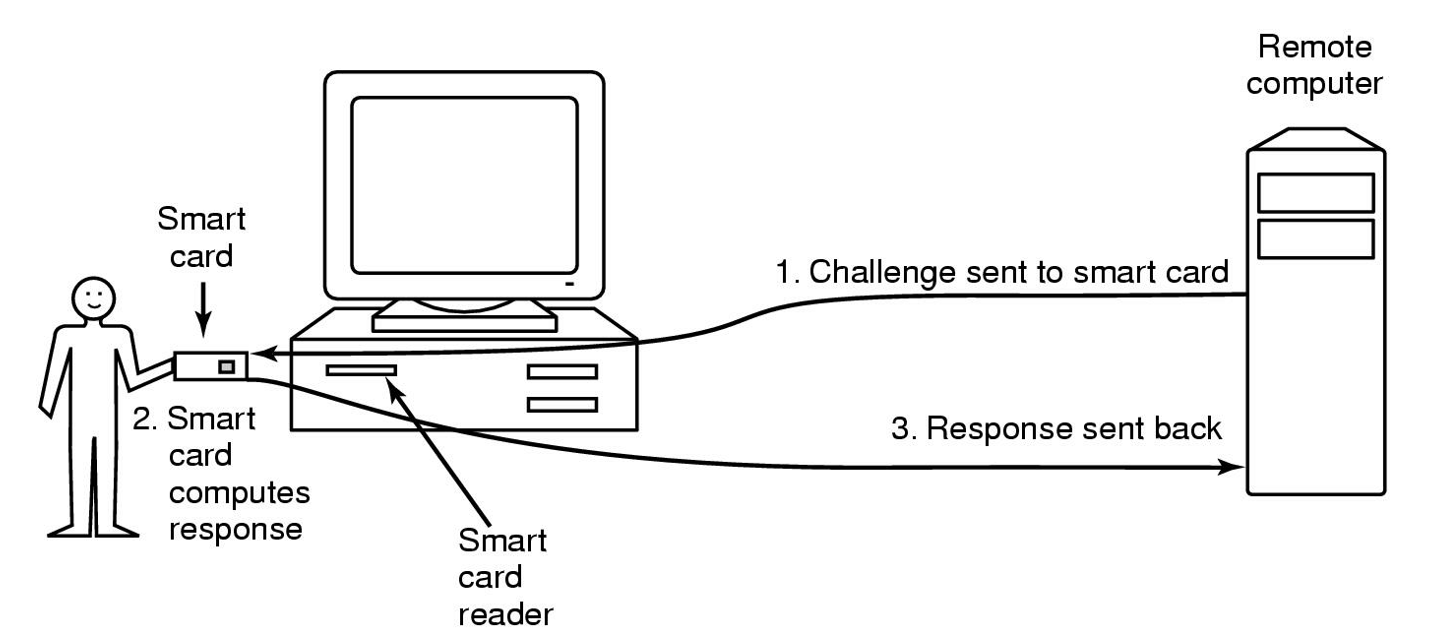 Remote
computer
Smart
card
1. Challenge sent to smart card
2. Smart
card
computes
response
3. Response sent back
Smart
card
reader